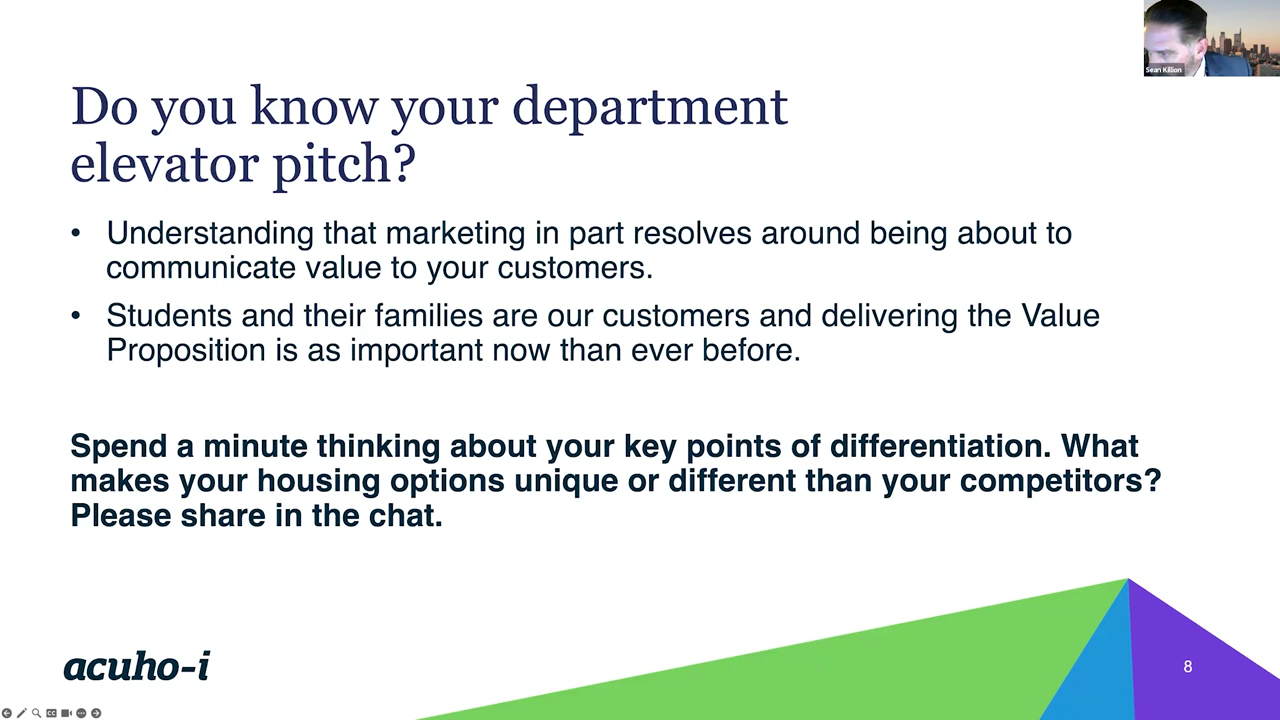 Sean Killion
Do you know your department
elevator pitch?
• Understanding that marketing in part resolves around being about to
communicate value to your customers.
• Students and their families are our customers and delivering the Value
Proposition is as important now than ever before.
Spend a minute thinking about your key points of differentiation. What
makes your housing options unique or different than your competitors?
Please share in the chat.
acuho-i
8